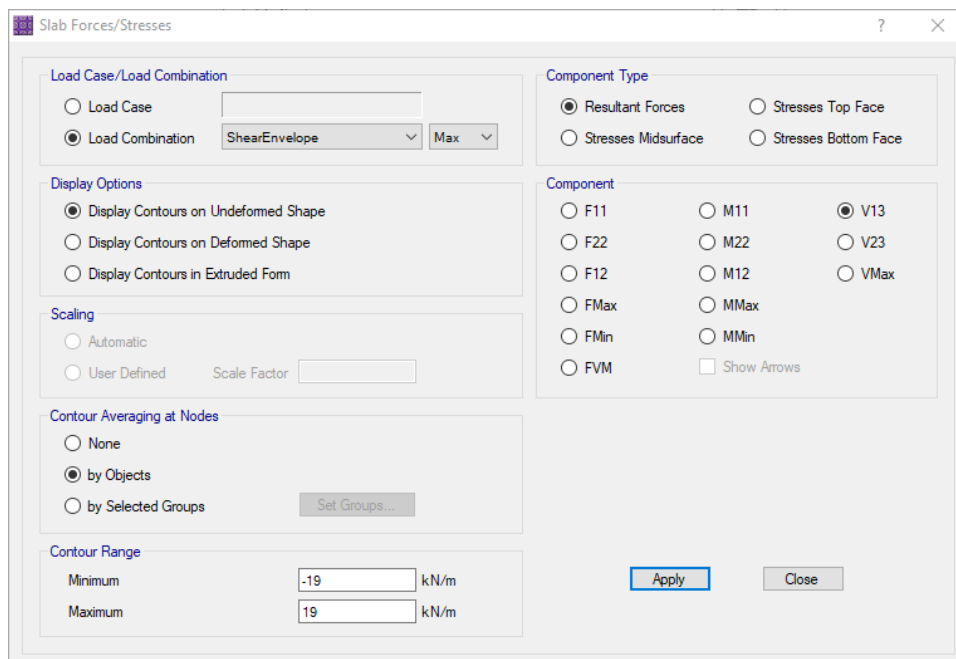 Slab Forces/Stresses ?
Load Case/Load Combination
Load Case
Load Combination ShearEnvelope Max
Display Options
Display Contours on Undeformed Shape
Display Contours on Deformed Shape
Display Contours in Extruded Form
Scaling
Automatic
User Defined Scale Factor
Contour Averaging at Nodes
None
by Objects
by Selected Groups Set Groups...
Contour Range
Minimum -19 kN/m
Maximum 19 kN/m
Component Type
Resultant Forces Stresses Top Face
Stresses Midsurface Stresses Bottom Face
Component
F11 M11 V13
F22 M22 V23
F12 M12 VMax
FMax MMax
FMin MMin
FVM Show Arrows
Apply Close